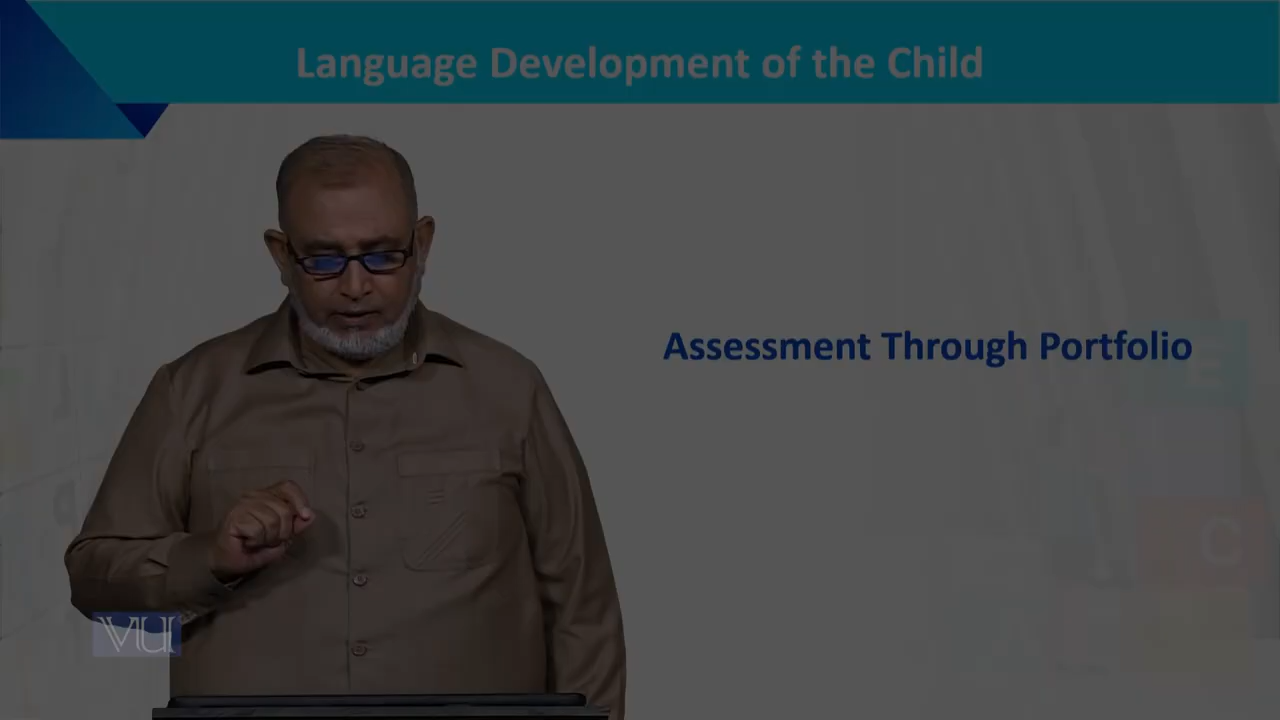 Language Development of the Child
Assessment Through Portfolio
E
C
VU